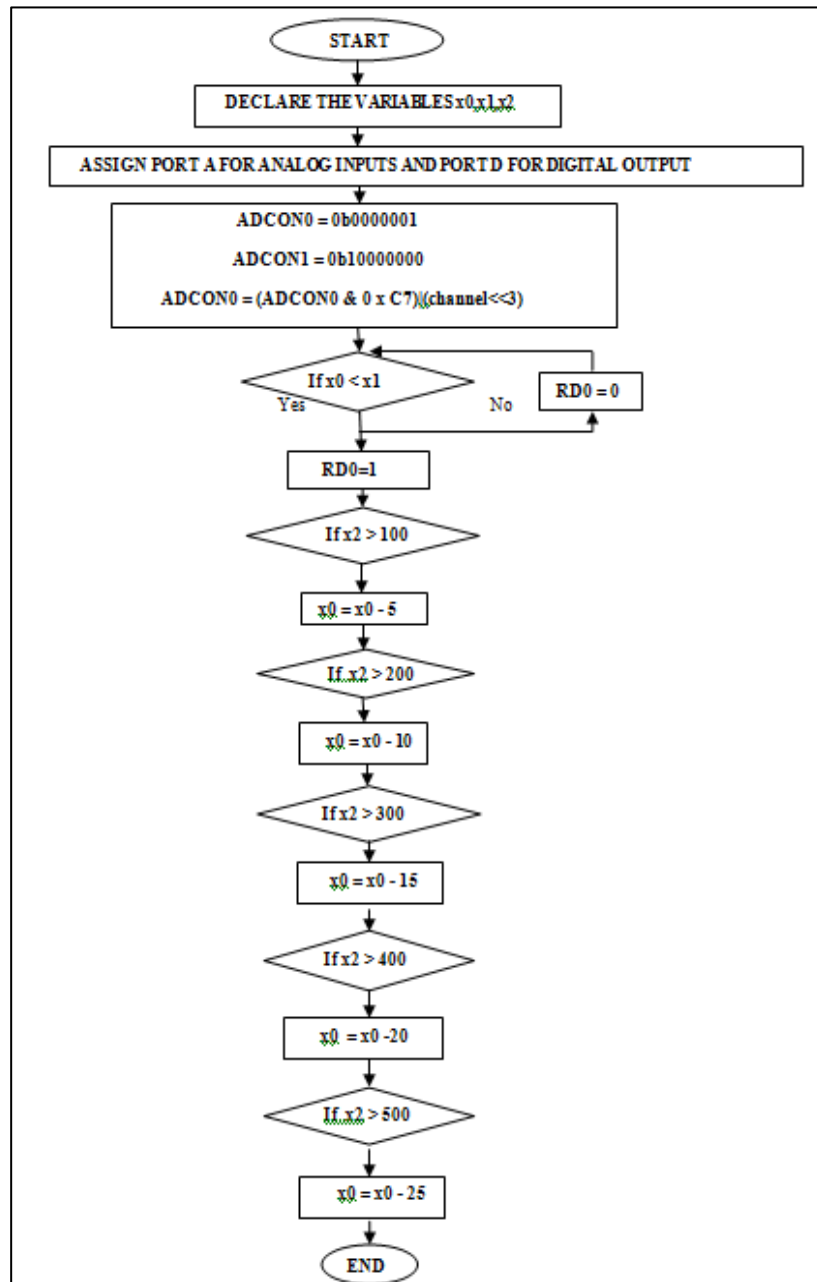 START
DECLARE THE VARIABLES x0,x1,x2
ASSIGN PORT A FOR ANALOG INPUTS AND PORT D FOR DIGITAL OUTPUT
ADCON0 = 0b0000001
ADCON1 = 0b10000000
ADCON0 = (ADCON0 & 0 x C7)|(channel<<3)
If x0 < x1
Yes
No
RD0 = 0
RD0=1
If x2 > 100
x0 = x0 - 5
If x2 > 200
x0 = x0 - 10
If x2 > 300
x0 = x0 - 15
If x2 > 400
x0 = x0 -20
If x2 > 500
x0 = x0 - 25
END